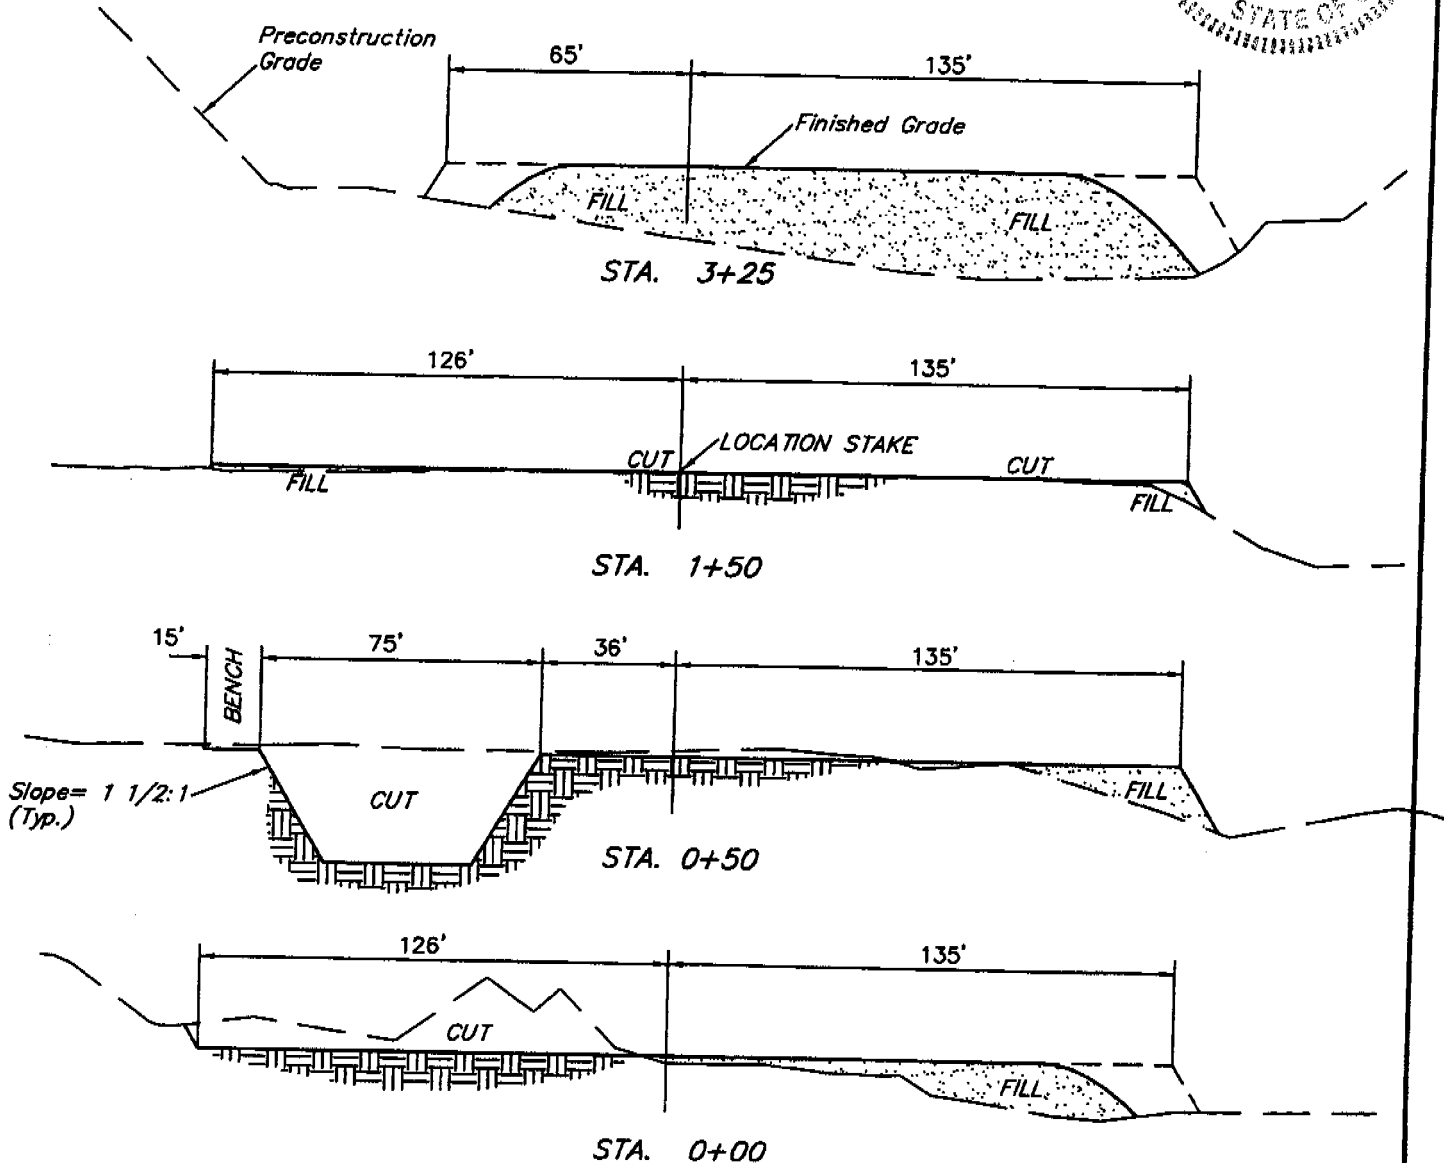 STATE OF
Preconstruction
Grade
65'
135'
Finished Grade
FILL
FILL
STA. 3+25
126'
135'
LOCATION STAKE
CUT
CUT
FILL
FILL
STA. 1+50
15'
BENCH
75'
36'
135'
Slope= 1 1/2:1
(Typ.)
CUT
FILL
STA. 0+50
126'
135'
CUT
FILL
STA. 0+00